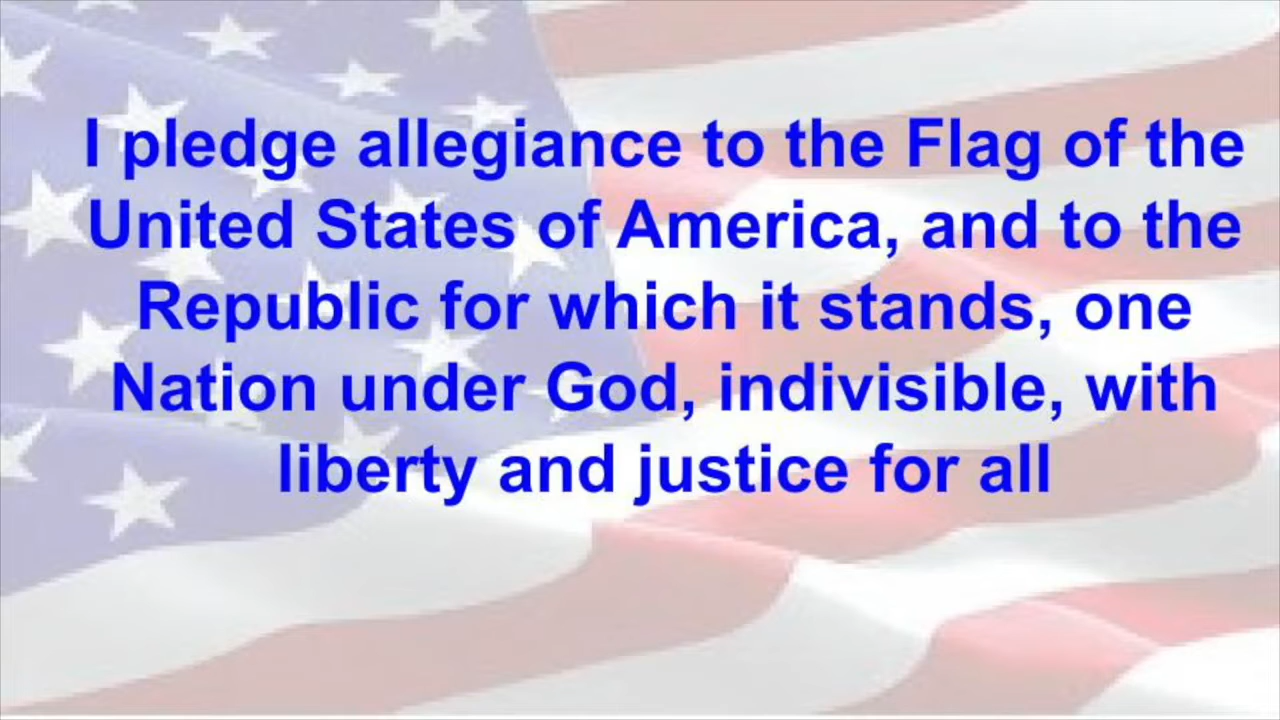 I pledge allegiance to the Flag of the
United States of America, and to the
Republic for which it stands, one
Nation under God, indivisible, with
liberty and justice for all